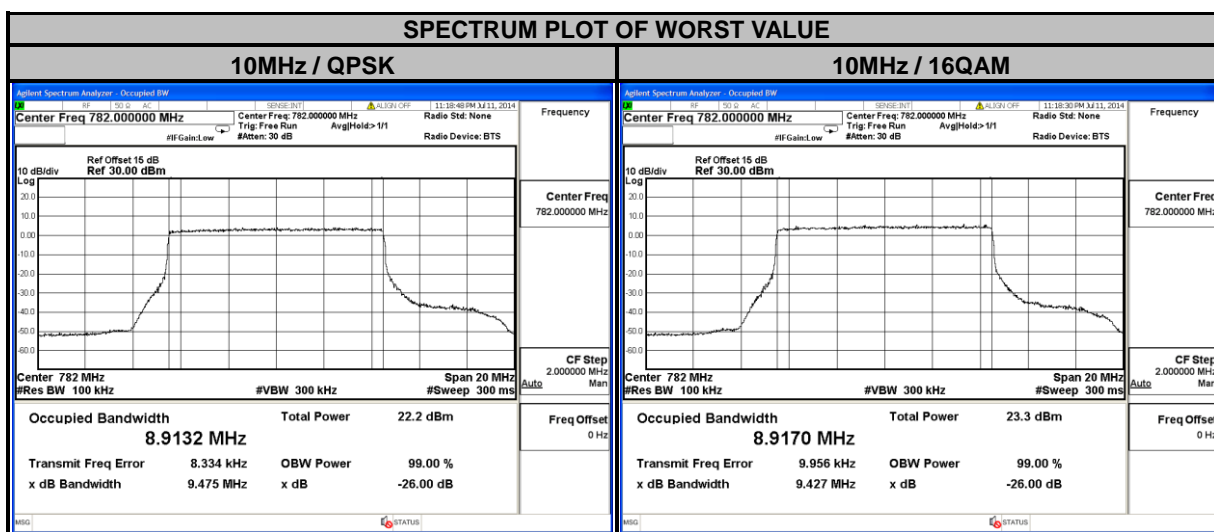 SPECTRUM PLOT OF WORST VALUE
10MHz / QPSK
10MHz / 16QAM
Agilent Spectrum Analyzer - Occupied BW
RF 50 Ω AC SENSE:INT ALIGN OFF 11:18:48 PM Jul 11, 2014
Center Freq 782.000000 MHz
Center Freq: 782.000000 MHz
Radio Std: None
Trig: Free Run Avg|Hold:> 1/1
#IFGain:Low #Atten: 30 dB
Radio Device: BTS
Ref Offset 15 dB
10 dB/div Ref 30.00 dBm
Log
20.0
10.0
0.00
-10.0
-20.0
-30.0
-40.0
-50.0
-60.0
Center 782 MHz Span 20 MHz
#Res BW 100 kHz #VBW 300 kHz #Sweep 300 ms
Occupied Bandwidth Total Power 22.2 dBm
8.9132 MHz
Transmit Freq Error 8.334 kHz OBW Power 99.00 %
x dB Bandwidth 9.475 MHz x dB -26.00 dB
MSG STATUS
Frequency
Center Freq
782.000000 MHz
CF Step
2.000000 MHz
Auto Man
Freq Offset
0 Hz
Agilent Spectrum Analyzer - Occupied BW
RF 50 Ω AC SENSE:INT ALIGN OFF 11:18:30 PM Jul 11, 2014
Center Freq 782.000000 MHz
Center Freq: 782.000000 MHz
Radio Std: None
Trig: Free Run Avg|Hold:> 1/1
#IFGain:Low #Atten: 30 dB
Radio Device: BTS
Ref Offset 15 dB
10 dB/div Ref 30.00 dBm
Log
20.0
10.0
0.00
-10.0
-20.0
-30.0
-40.0
-50.0
-60.0
Center 782 MHz Span 20 MHz
#Res BW 100 kHz #VBW 300 kHz #Sweep 300 ms
Occupied Bandwidth Total Power 23.3 dBm
8.9170 MHz
Transmit Freq Error 9.956 kHz OBW Power 99.00 %
x dB Bandwidth 9.427 MHz x dB -26.00 dB
MSG STATUS
Frequency
Center Freq
782.000000 MHz
CF Step
2.000000 MHz
Auto Man
Freq Offset
0 Hz